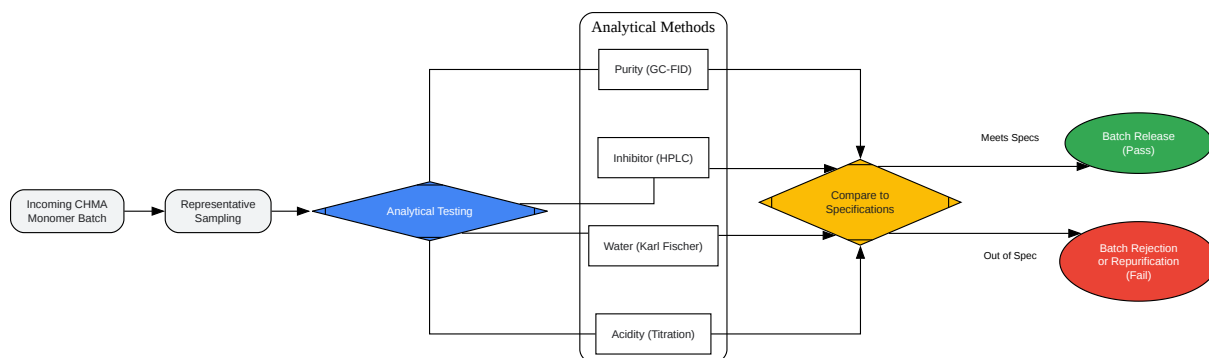 Analytical Methods
Purity (GC-FID)
Inhibitor (HPLC)
Water (Karl Fischer)
Acidity (Titration)
Incoming CHMA
Monomer Batch
Representative
Sampling
Analytical Testing
Compare to
Specifications
Meets Specs
Out of Spec
Batch Release
(Pass)
Batch Rejection
or Repurification
(Fail)